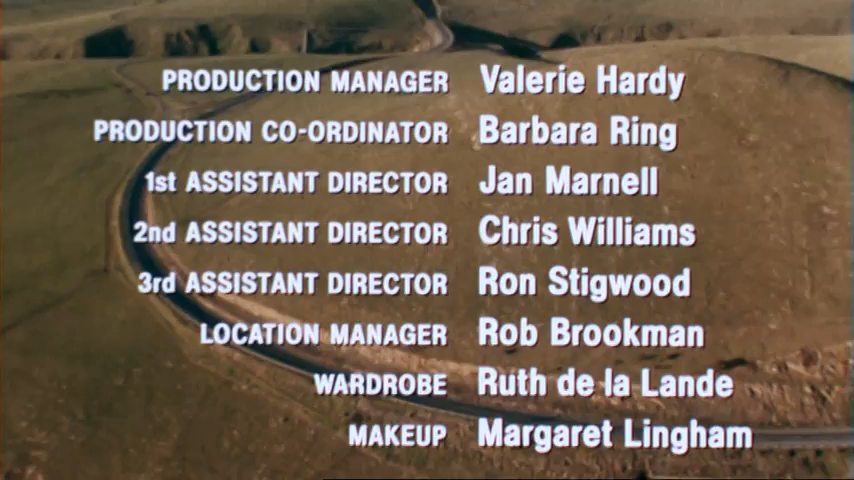 PRODUCTION MANAGER Valerie Hardy
PRODUCTION CO-ORDINATOR Barbara Ring
1st ASSISTANT DIRECTOR Jan Marnell
2nd ASSISTANT DIRECTOR Chris Williams
3rd ASSISTANT DIRECTOR Ron Stigwood
LOCATION MANAGER Rob Brookman
WARDROBE Ruth de la Lande
MAKEUP Margaret Lingham